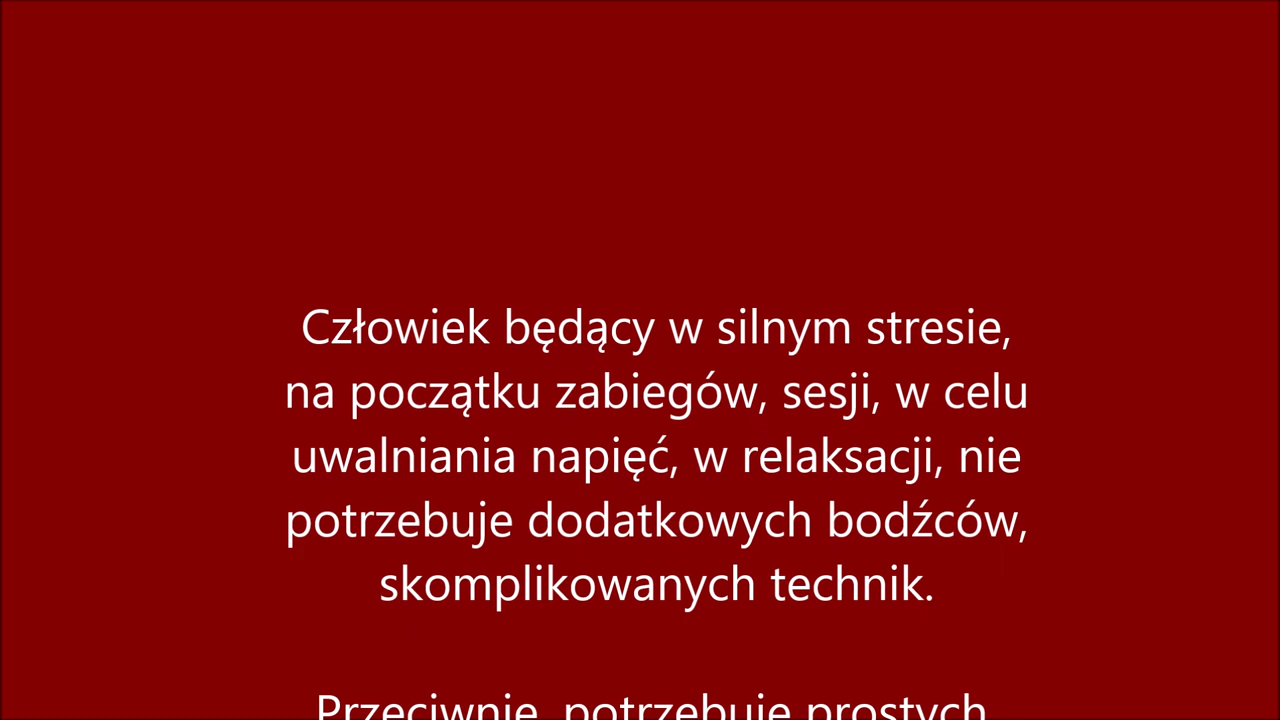 Człowiek będący w silnym stresie,
na początku zabiegów, sesji, w celu
uwalniania napięć, w relaksacji, nie
potrzebuje dodatkowych bodźców,
skomplikowanych technik.
Przeciwnie, potrzebuje prostych